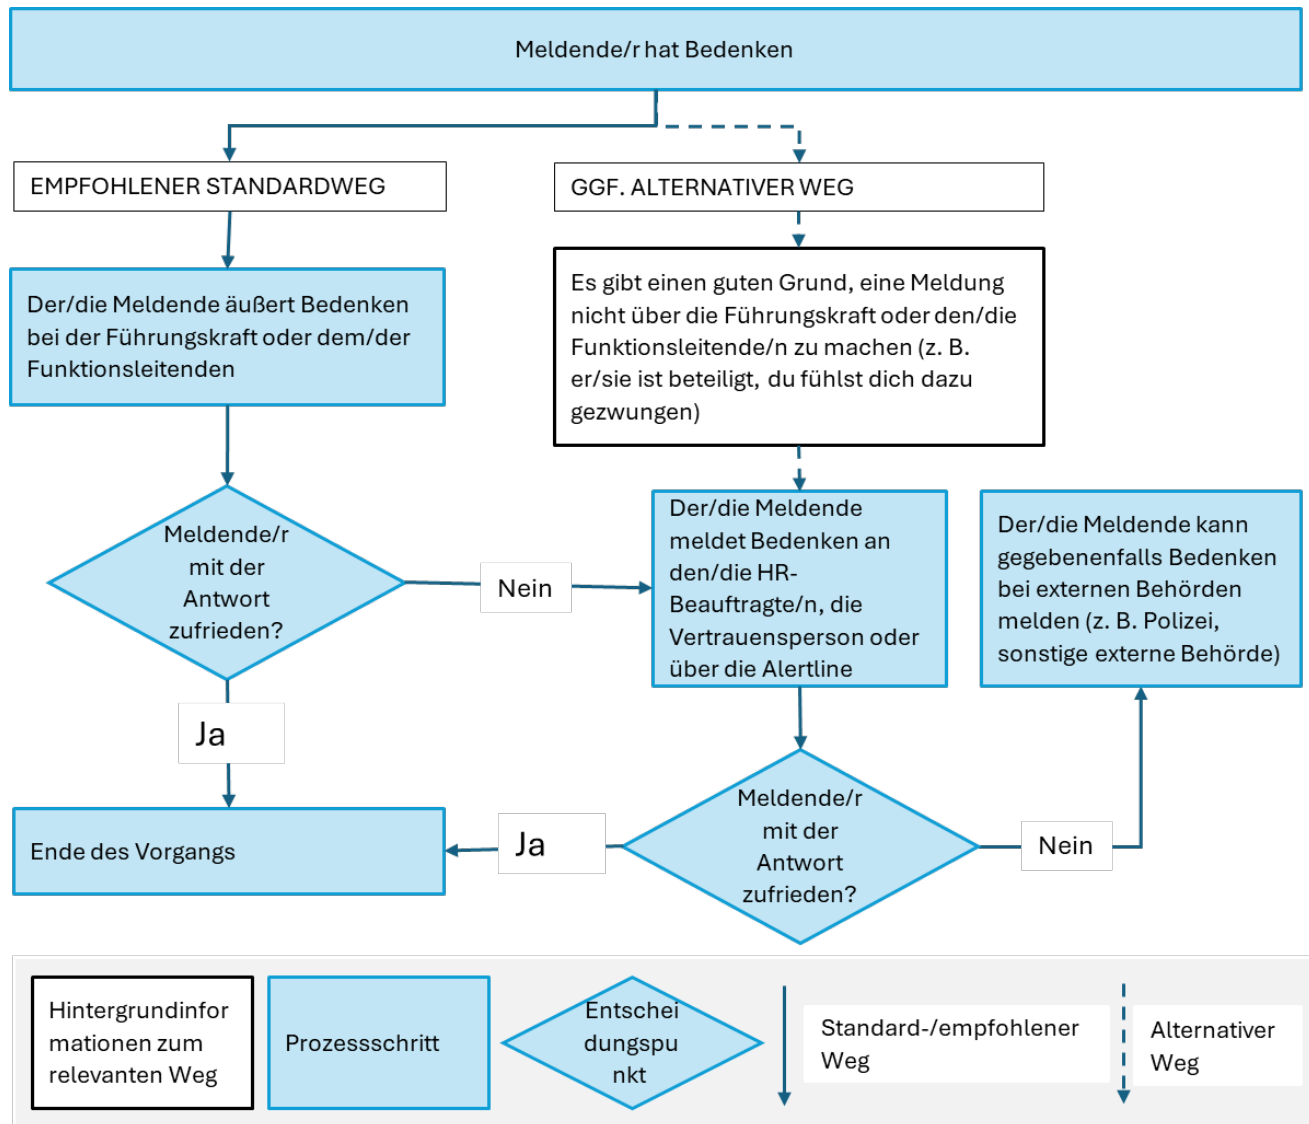 Meldende/r hat Bedenken
EMPFOHLENER STANDARDWEG
GGF. ALTERNATIVER WEG
Der/die Meldende äußert Bedenken
bei der Führungskraft oder dem/der
Funktionsleitenden
Es gibt einen guten Grund, eine Meldung
nicht über die Führungskraft oder den/die
Funktionsleitende/n zu machen (z. B.
er/sie ist beteiligt, du fühlst dich dazu
gezwungen)
Meldende/r
mit der
Antwort
zufrieden?
Nein
Der/die Meldende
meldet Bedenken an
den/die HR-
Beauftragte/n, die
Vertrauensperson oder
über die Alertline
Der/die Meldende kann
gegebenenfalls Bedenken
bei externen Behörden
melden (z. B. Polizei,
sonstige externe Behörde)
Ja
Ende des Vorgangs
Ja
Meldende/r
mit der
Antwort
zufrieden?
Nein
Hintergrundinfor
mationen zum
relevanten Weg
Prozessschritt
Entschei
dungspu
nkt
Standard-/empfohlener
Weg
Alternativer
Weg